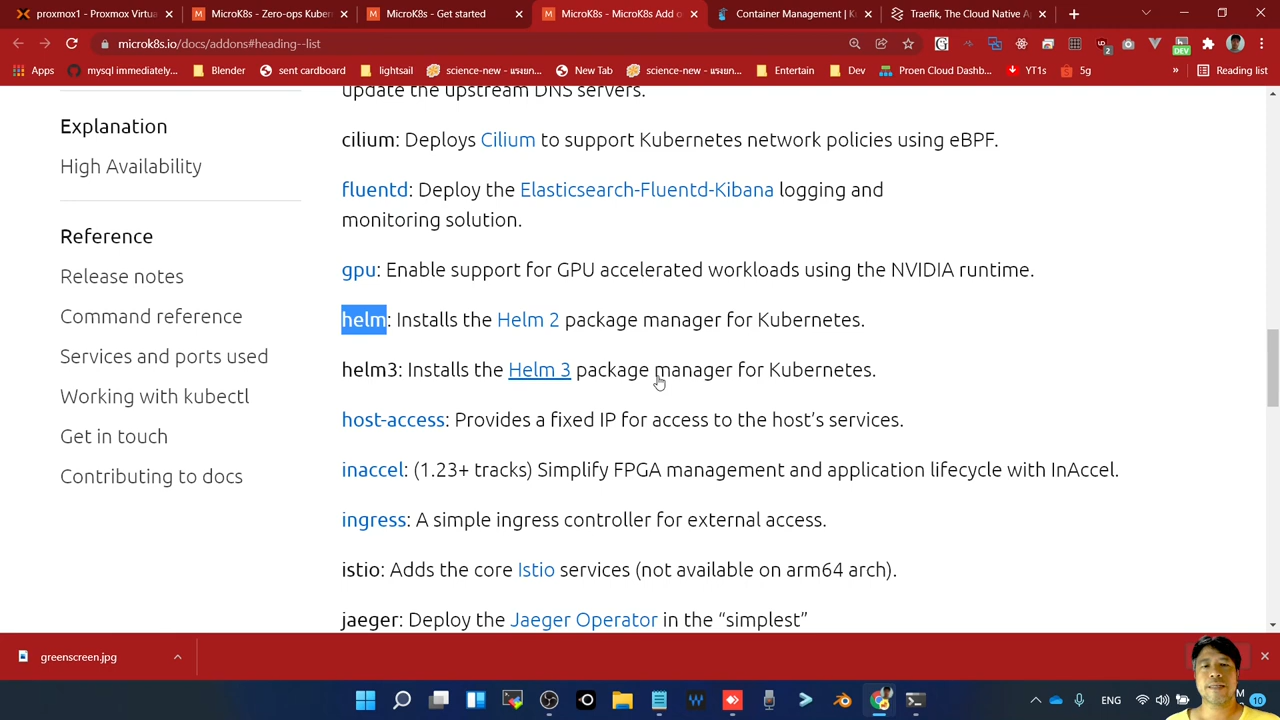 proxmox1 - Proxmox Virtua
MicroK8s - Zero-ops Kuber
MicroK8s - Get started
MicroK8s - MicroK8s Add o
Container Management | Ku
Traefik, The Cloud Native A
microk8s.io/docs/addons#heading--list
Apps
mysql immediately...
Blender
sent cardboard
lightsail
New Tab
Entertain
Dev
Proen Cloud Dashb...
YT1s
5g
»
Reading list
update the upstream DNS servers.
Explanation
High Availability
Reference
Release notes
Command reference
Services and ports used
Working with kubectl
Get in touch
Contributing to docs
cilium: Deploys Cilium to support Kubernetes network policies using eBPF.
fluentd: Deploy the Elasticsearch-Fluentd-Kibana logging and
monitoring solution.
gpu: Enable support for GPU accelerated workloads using the NVIDIA runtime.
helm: Installs the Helm 2 package manager for Kubernetes.
helm3: Installs the Helm 3 package manager for Kubernetes.
host-access: Provides a fixed IP for access to the host’s services.
inaccel: (1.23+ tracks) Simplify FPGA management and application lifecycle with InAccel.
ingress: A simple ingress controller for external access.
istio: Adds the core Istio services (not available on arm64 arch).
jaeger: Deploy the Jaeger Operator in the “simplest”
greenscreen.jpg
ENG